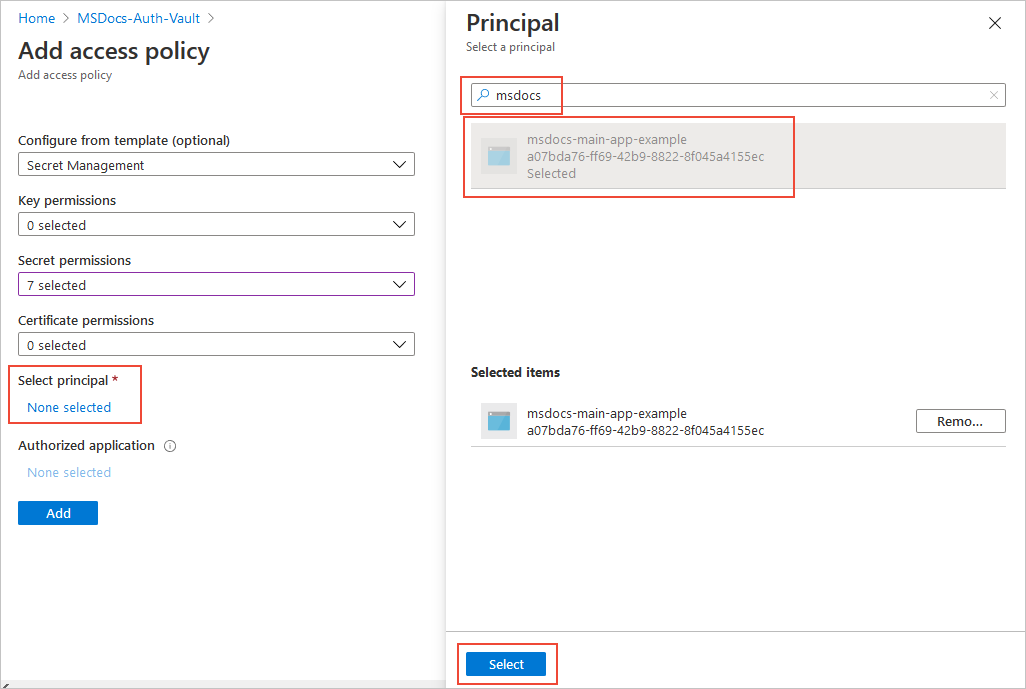 Home > MSDocs-Auth-Vault >
Add access policy
Add access policy
Configure from template (optional)
Secret Management
Key permissions
0 selected
Secret permissions
7 selected
Certificate permissions
0 selected
Select principal *
None selected
Authorized application
None selected
Add
Principal
Select a principal
msdocs
msdocs-main-app-example
a07bda76-ff69-42b9-8822-8f045a4155ec
Selected
Selected items
msdocs-main-app-example
a07bda76-ff69-42b9-8822-8f045a4155ec
Remo...
Select